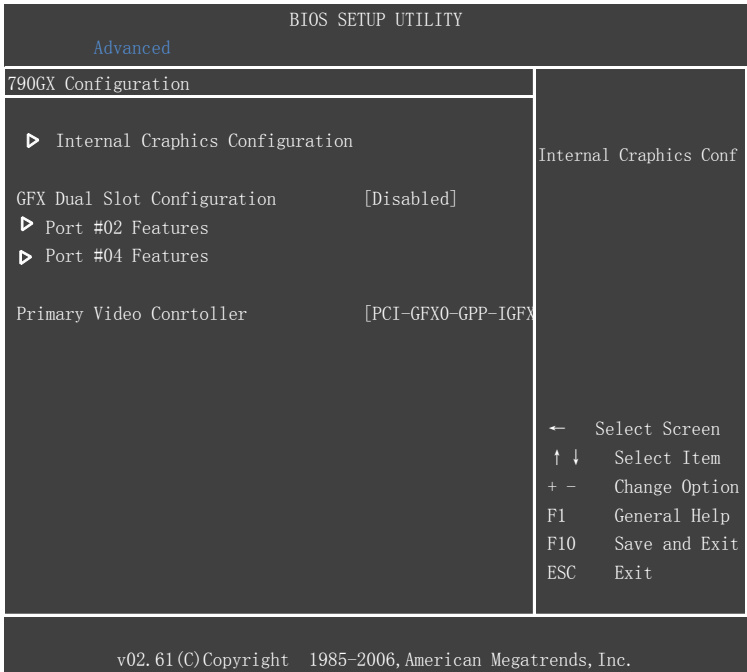 BIOS SETUP UTILITY
Advanced
790GX Configuration
Internal Craphics Configuration
GFX Dual Slot Configuration [Disabled]
Port #02 Features
Port #04 Features
Primary Video Conrtoller [PCI-GFX0-GPP-IGFX
Internal Craphics Conf
← Select Screen
↑↓ Select Item
+ - Change Option
F1 General Help
F10 Save and Exit
ESC Exit
v02.61(C)Copyright 1985-2006,American Megatrends,Inc.